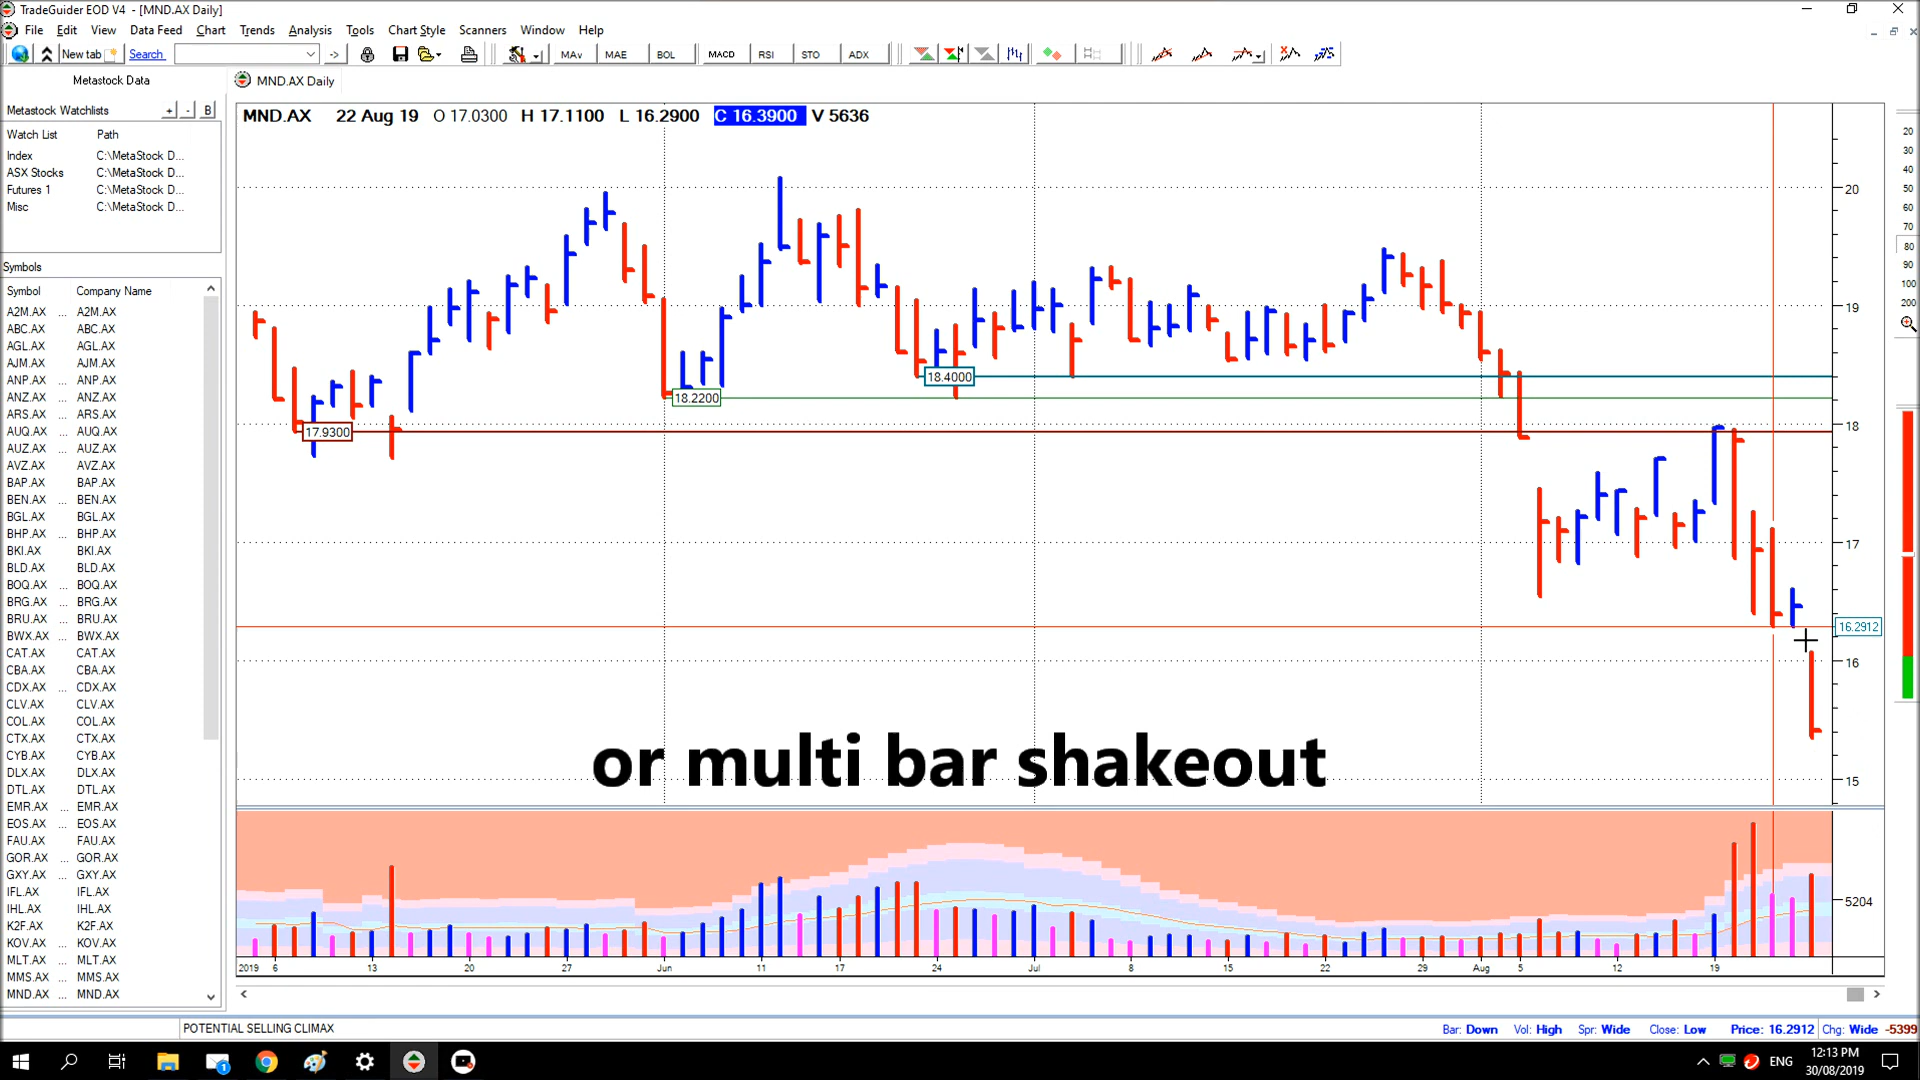 TradeGuider EOD V4 - [MND.AX Daily]
File Edit View Data Feed Chart Trends Analysis Tools Chart Style Scanners Window Help
New tab Search -> MAv MAE BOL MACD RSI STO ADX
Metastock Data
MND.AX Daily
Metastock Watchlists + - B
Watch List Path
Index C:\MetaStock D...
ASX Stocks C:\MetaStock D...
Futures 1 C:\MetaStock D...
Misc C:\MetaStock D...
Symbols
Symbol Company Name
A2M.AX ... A2M.AX
ABC.AX ABC.AX
AGL.AX AGL.AX
AJM.AX AJM.AX
ANP.AX ... ANP.AX
ANZ.AX ... ANZ.AX
ARS.AX ... ARS.AX
AUQ.AX ... AUQ.AX
AUZ.AX ... AUZ.AX
AVZ.AX AVZ.AX
BAP.AX BAP.AX
BEN.AX ... BEN.AX
BGL.AX BGL.AX
BHP.AX BHP.AX
BKI.AX BKI.AX
BLD.AX BLD.AX
BOQ.AX ... BOQ.AX
BRG.AX ... BRG.AX
BRU.AX ... BRU.AX
BWX.AX ... BWX.AX
CAT.AX CAT.AX
CBA.AX CBA.AX
CDX.AX ... CDX.AX
CLV.AX CLV.AX
COL.AX COL.AX
CTX.AX CTX.AX
CYB.AX CYB.AX
DLX.AX DLX.AX
DTL.AX DTL.AX
EMR.AX ... EMR.AX
EOS.AX ... EOS.AX
FAU.AX FAU.AX
GOR.AX ... GOR.AX
GXY.AX ... GXY.AX
IFL.AX IFL.AX
IHL.AX IHL.AX
K2F.AX ... K2F.AX
KOV.AX ... KOV.AX
MLT.AX ... MLT.AX
MMS.AX ... MMS.AX
MND.AX ... MND.AX
MND.AX 22 Aug 19 O 17.0300 H 17.1100 L 16.2900 C 16.3900 V 5636
20
19
18
17
16
15
18.4000
18.2200
17.9300
16.2912
or multi bar shakeout
5204
2019 6 13 20 27 Jun 11 17 24 Jul 8 15 22 29 Aug 5 12 19
20
30
40
50
60
70
80
90
100
200
POTENTIAL SELLING CLIMAX
Bar: Down Vol: High Spr: Wide Close: Low Price: 16.2912 Chg: Wide -5399
ENG
12:13 PM
30/08/2019